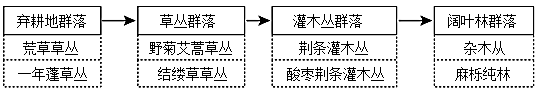 弃耕地群落 草丛群落 灌木丛群落 阔叶林群落
荒草草丛 野菊艾蒿草丛 荆条灌木丛 杂木从
一年蓬草丛 结缕草草丛 酸枣荆条灌木丛 麻栎纯林